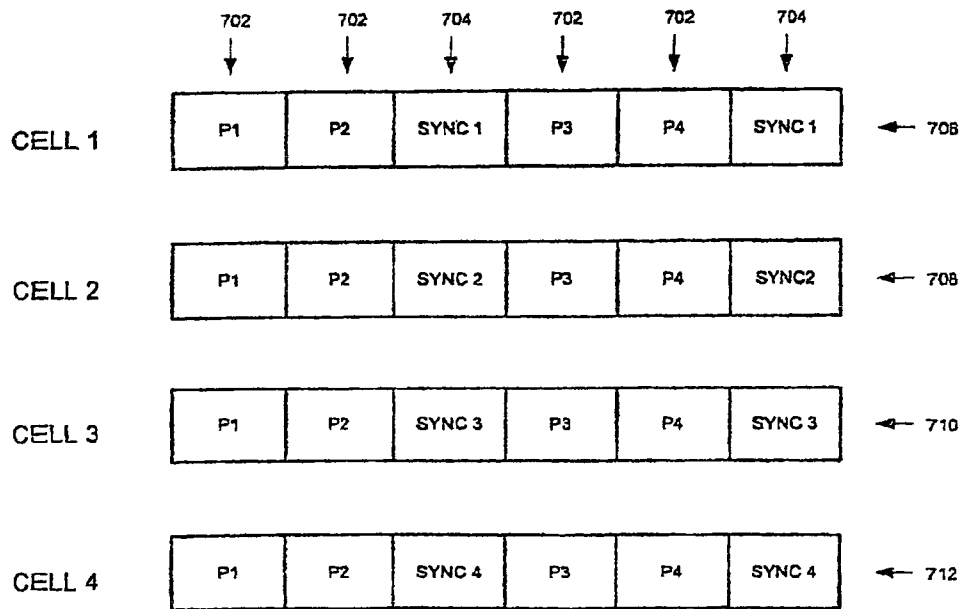 702 702 704 702 702 704
CELL 1 P1 P2 SYNC 1 P3 P4 SYNC 1 706
CELL 2 P1 P2 SYNC 2 P3 P4 SYNC2 708
CELL 3 P1 P2 SYNC 3 P3 P4 SYNC 3 710
CELL 4 P1 P2 SYNC 4 P3 P4 SYNC 4 712